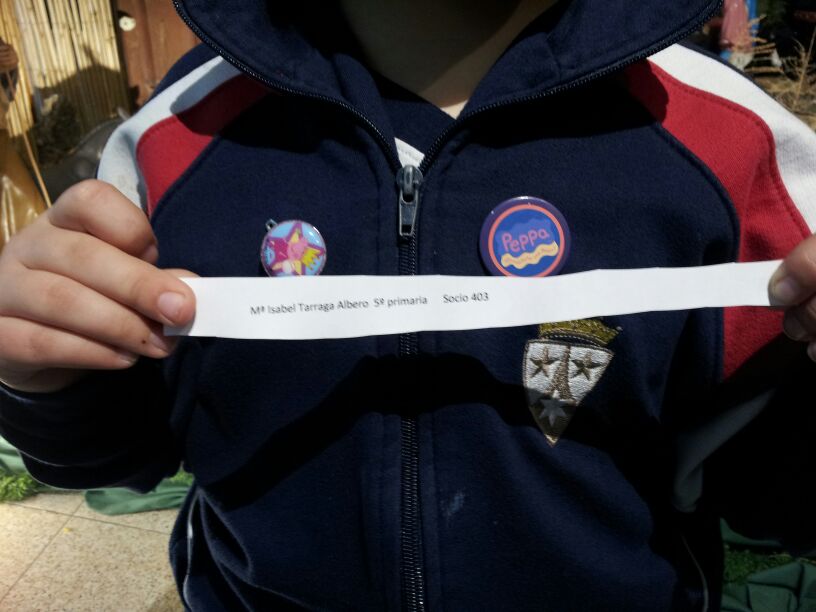 Peppa
Mª Isabel Tarraga Albero 5º primaria Socio 403